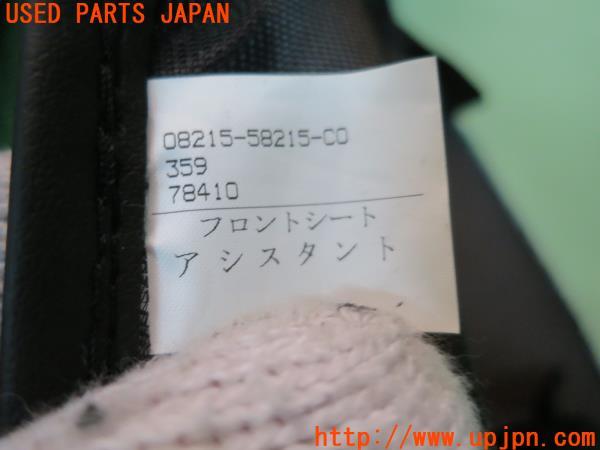 USED PARTS JAPAN
08215-58215-C0
359
78410
フロントシート
アシスタント
http://www.upjpn.com